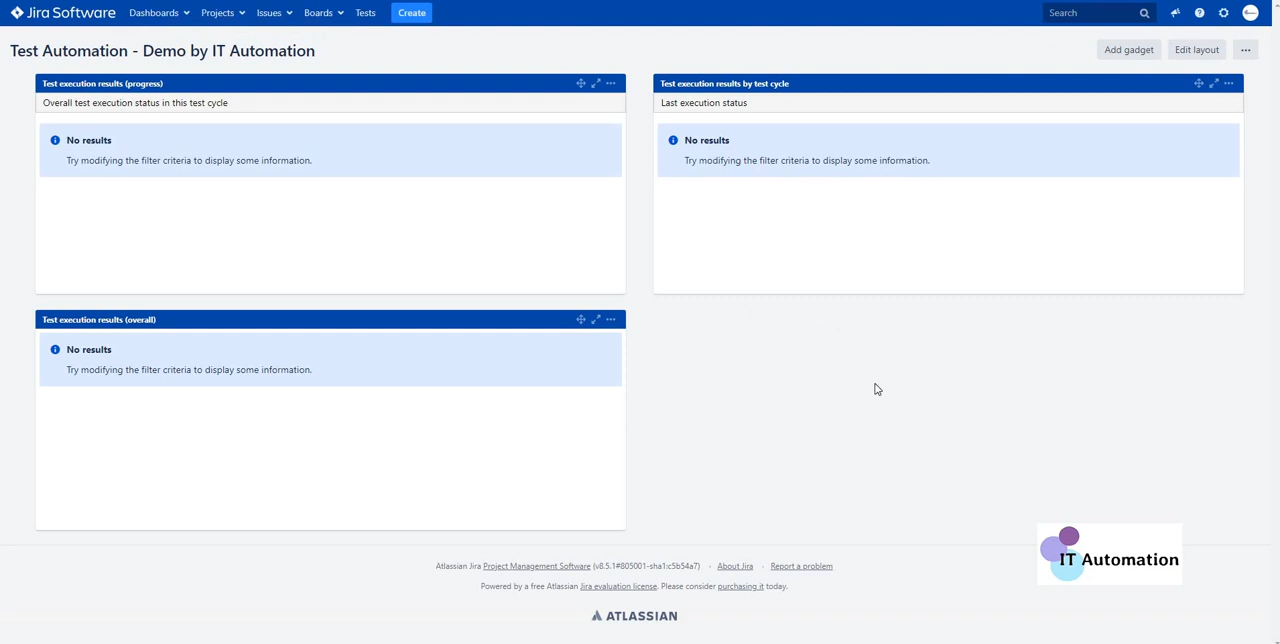 Jira Software Dashboards Projects Issues Boards Tests Create Search
Test Automation - Demo by IT Automation
Add gadget Edit layout ...
Test execution results (progress)
Overall test execution status in this test cycle
No results
Try modifying the filter criteria to display some information.
Test execution results by test cycle
Last execution status
No results
Try modifying the filter criteria to display some information.
Test execution results (overall)
No results
Try modifying the filter criteria to display some information.
IT Automation
Atlassian Jira Project Management Software (v8.5.1#805001-sha1:c5b54a7) · About Jira · Report a problem
Powered by a free Atlassian Jira evaluation license. Please consider purchasing it today.
ATLASSIAN